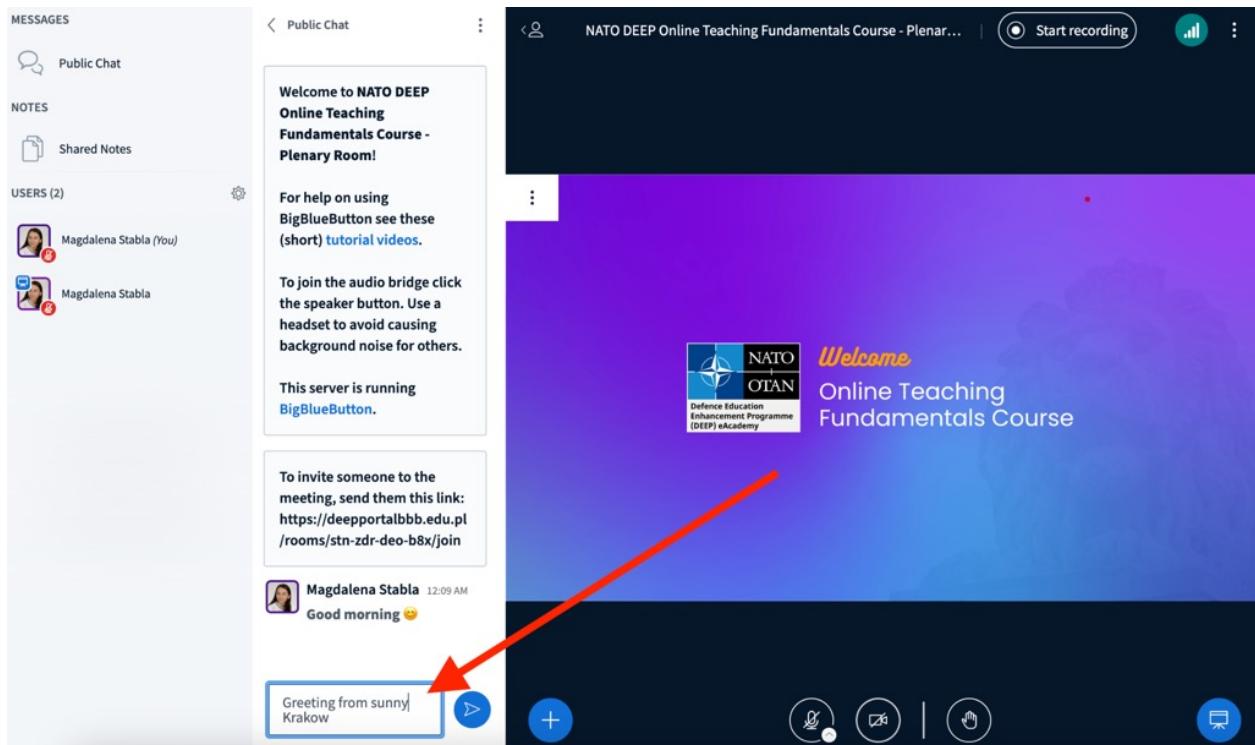 MESSAGES
Public Chat
NOTES
Shared Notes
USERS (2)
Magdalena Stabla (You)
Magdalena Stabla
Public Chat
Welcome to NATO DEEP
Online Teaching
Fundamentals Course -
Plenary Room!
For help on using
BigBlueButton see these
(short) tutorial videos.
To join the audio bridge click
the speaker button. Use a
headset to avoid causing
background noise for others.
This server is running
BigBlueButton.
To invite someone to the
meeting, send them this link:
https://deepportalbbb.edu.pl
/rooms/stn-zdr-deo-b8x/join
Magdalena Stabla 12:09 AM
Good morning 😊
Greeting from sunny
Krakow
NATO DEEP Online Teaching Fundamentals Course - Plenar...
Start recording
NATO
OTAN
Defence Education
Enhancement Programme
(DEEP) eAcademy
Welcome
Online Teaching
Fundamentals Course